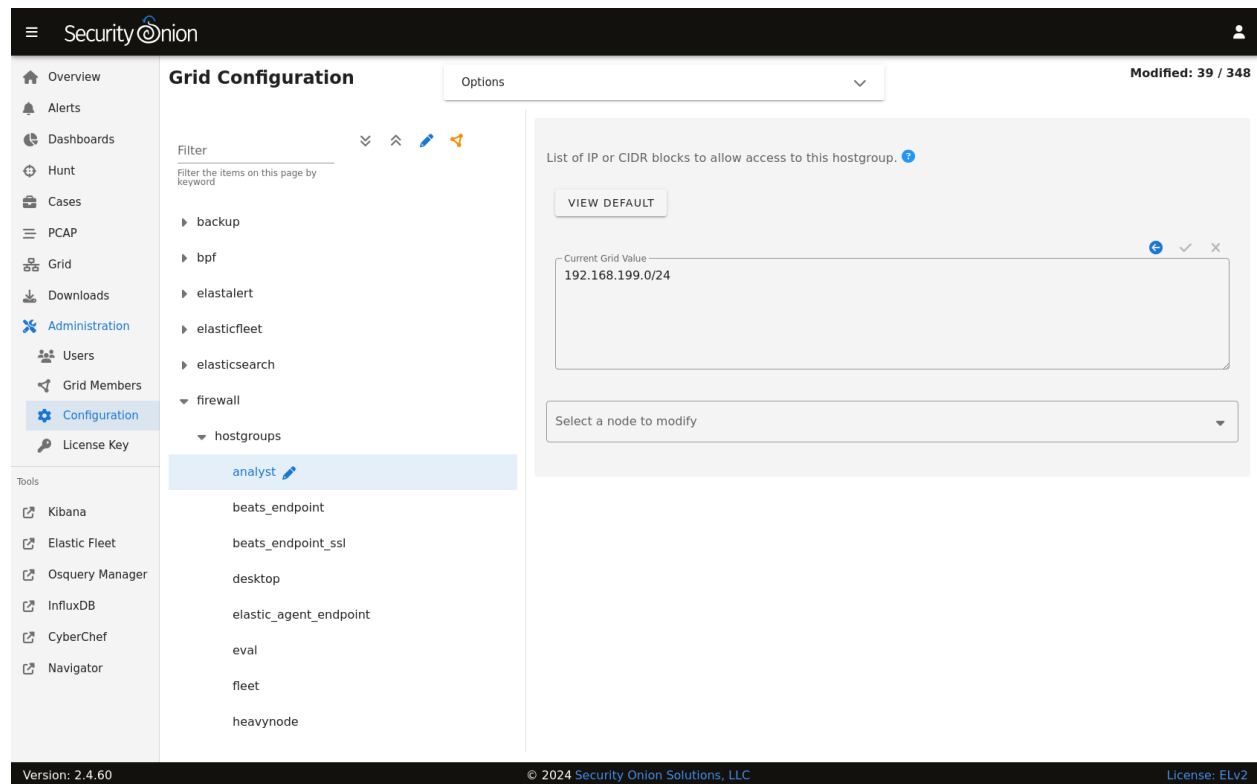 Security Onion
Overview
Alerts
Dashboards
Hunt
Cases
PCAP
Grid
Downloads
Administration
Users
Grid Members
Configuration
License Key
Tools
Kibana
Elastic Fleet
Osquery Manager
InfluxDB
CyberChef
Navigator
Grid Configuration
Options
Modified: 39 / 348
Filter
Filter the items on this page by
keyword
backup
bpf
elastalert
elasticfleet
elasticsearch
firewall
hostgroups
analyst
beats_endpoint
beats_endpoint_ssl
desktop
elastic_agent_endpoint
eval
fleet
heavynode
List of IP or CIDR blocks to allow access to this hostgroup. ?
VIEW DEFAULT
Current Grid Value
192.168.199.0/24
Select a node to modify
Version: 2.4.60
© 2024 Security Onion Solutions, LLC
License: ELv2